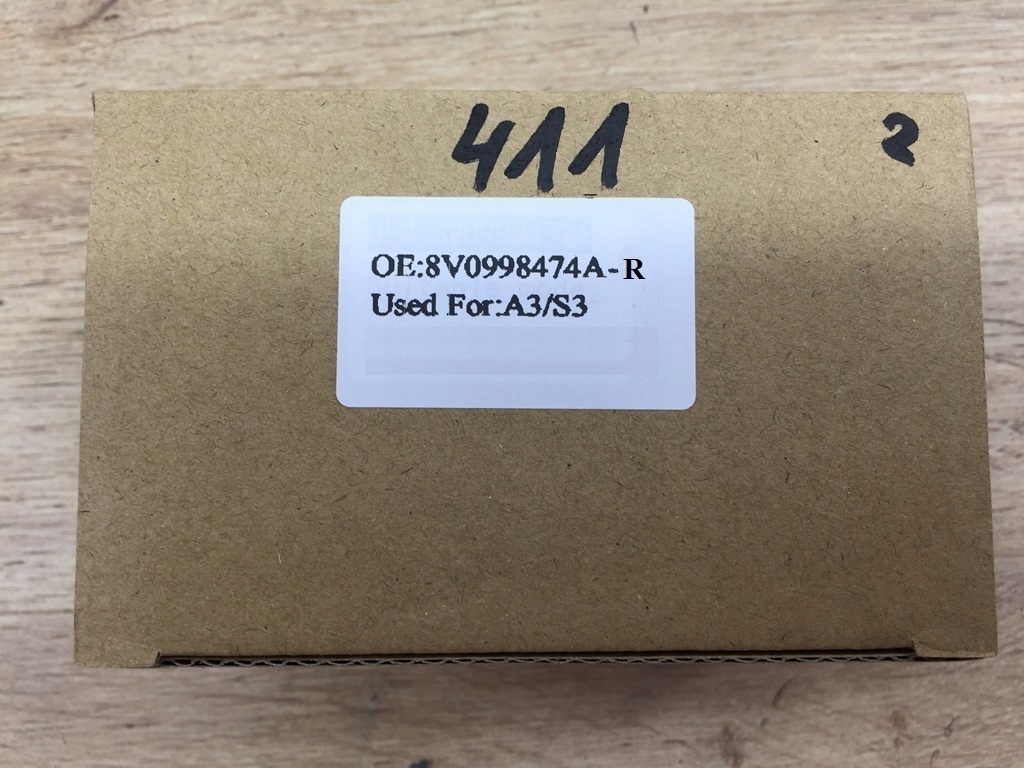 411
2
OE:8V0998474A-R
Used For:A3/S3